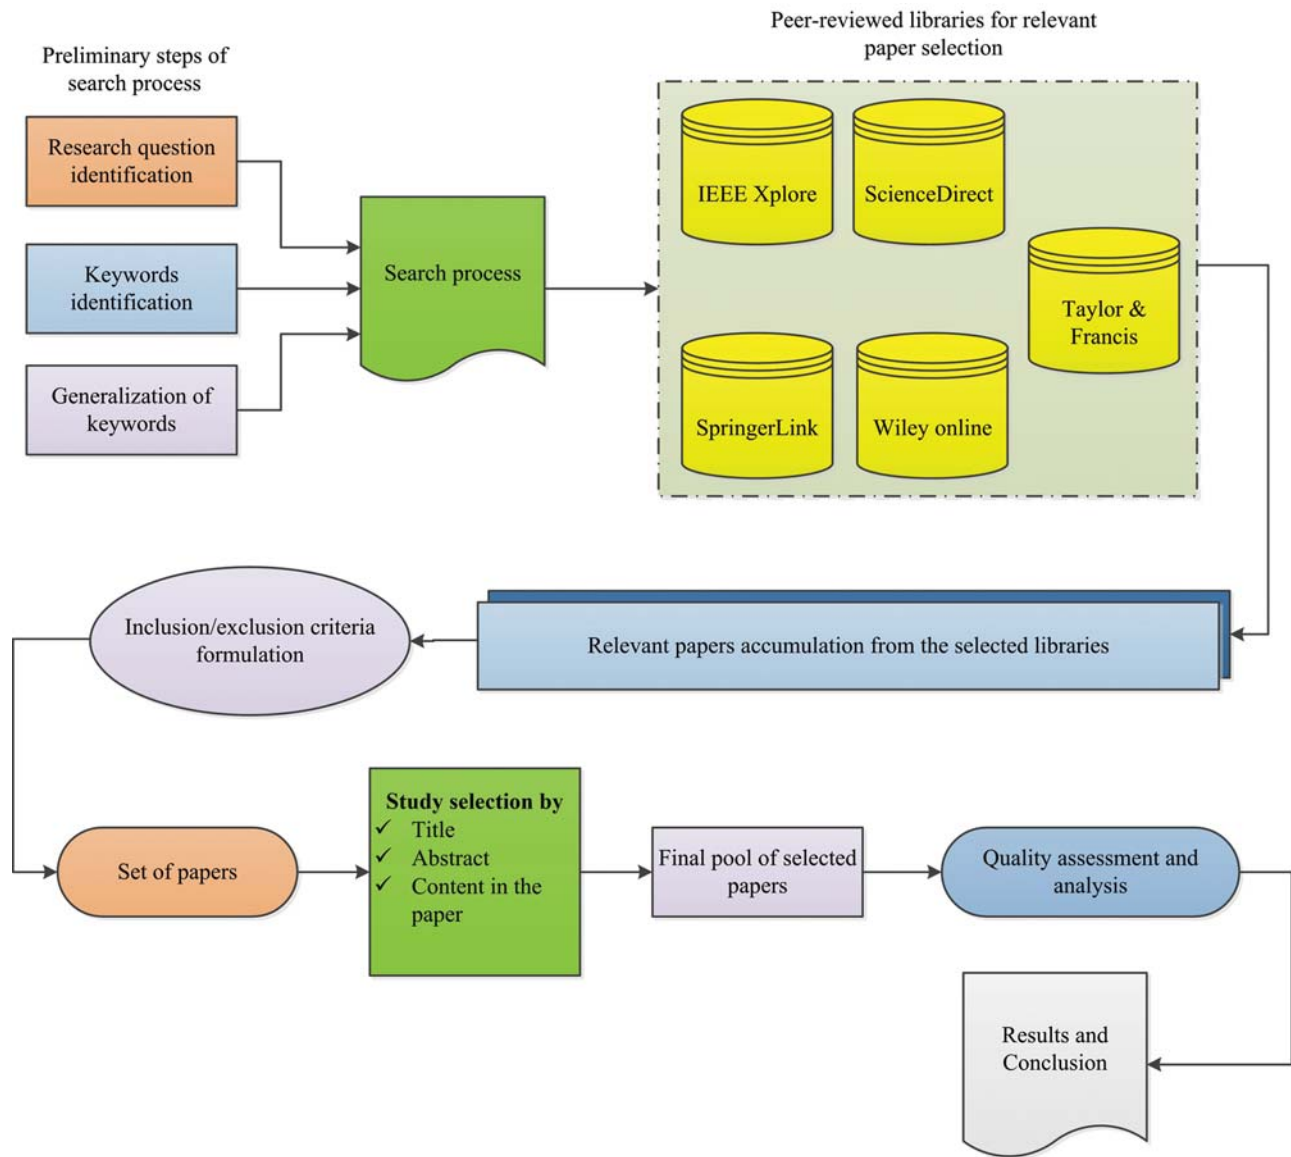 Preliminary steps of
search process
Research question
identification
Keywords
identification
Generalization of
keywords
Search process
Peer-reviewed libraries for relevant
paper selection
IEEE Xplore
ScienceDirect
Taylor &
Francis
SpringerLink
Wiley online
Relevant papers accumulation from the selected libraries
Inclusion/exclusion criteria
formulation
Set of papers
Study selection by
✓ Title
✓ Abstract
✓ Content in the
paper
Final pool of selected
papers
Quality assessment and
analysis
Results and
Conclusion